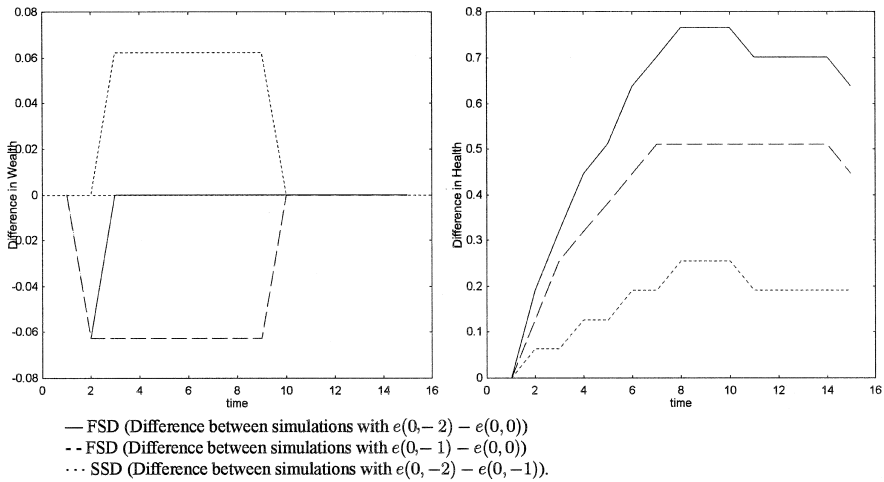 0.08
0.06
0.04
0.02
0
0.02
-0.04
-0.06
-0.08
Difference in Wealth
0 2 4 6 8 10 12 14 16
time
0.8
0.7
0.6
0.5
0.4
0.3
0.2
0.1
0
Difference in Health
0 2 4 6 8 10 12 14 16
time
— FSD (Difference between simulations with e(0,−2) − e(0,0))
-- FSD (Difference between simulations with e(0,−1) − e(0,0))
··· SSD (Difference between simulations with e(0,−2) − e(0,−1)).